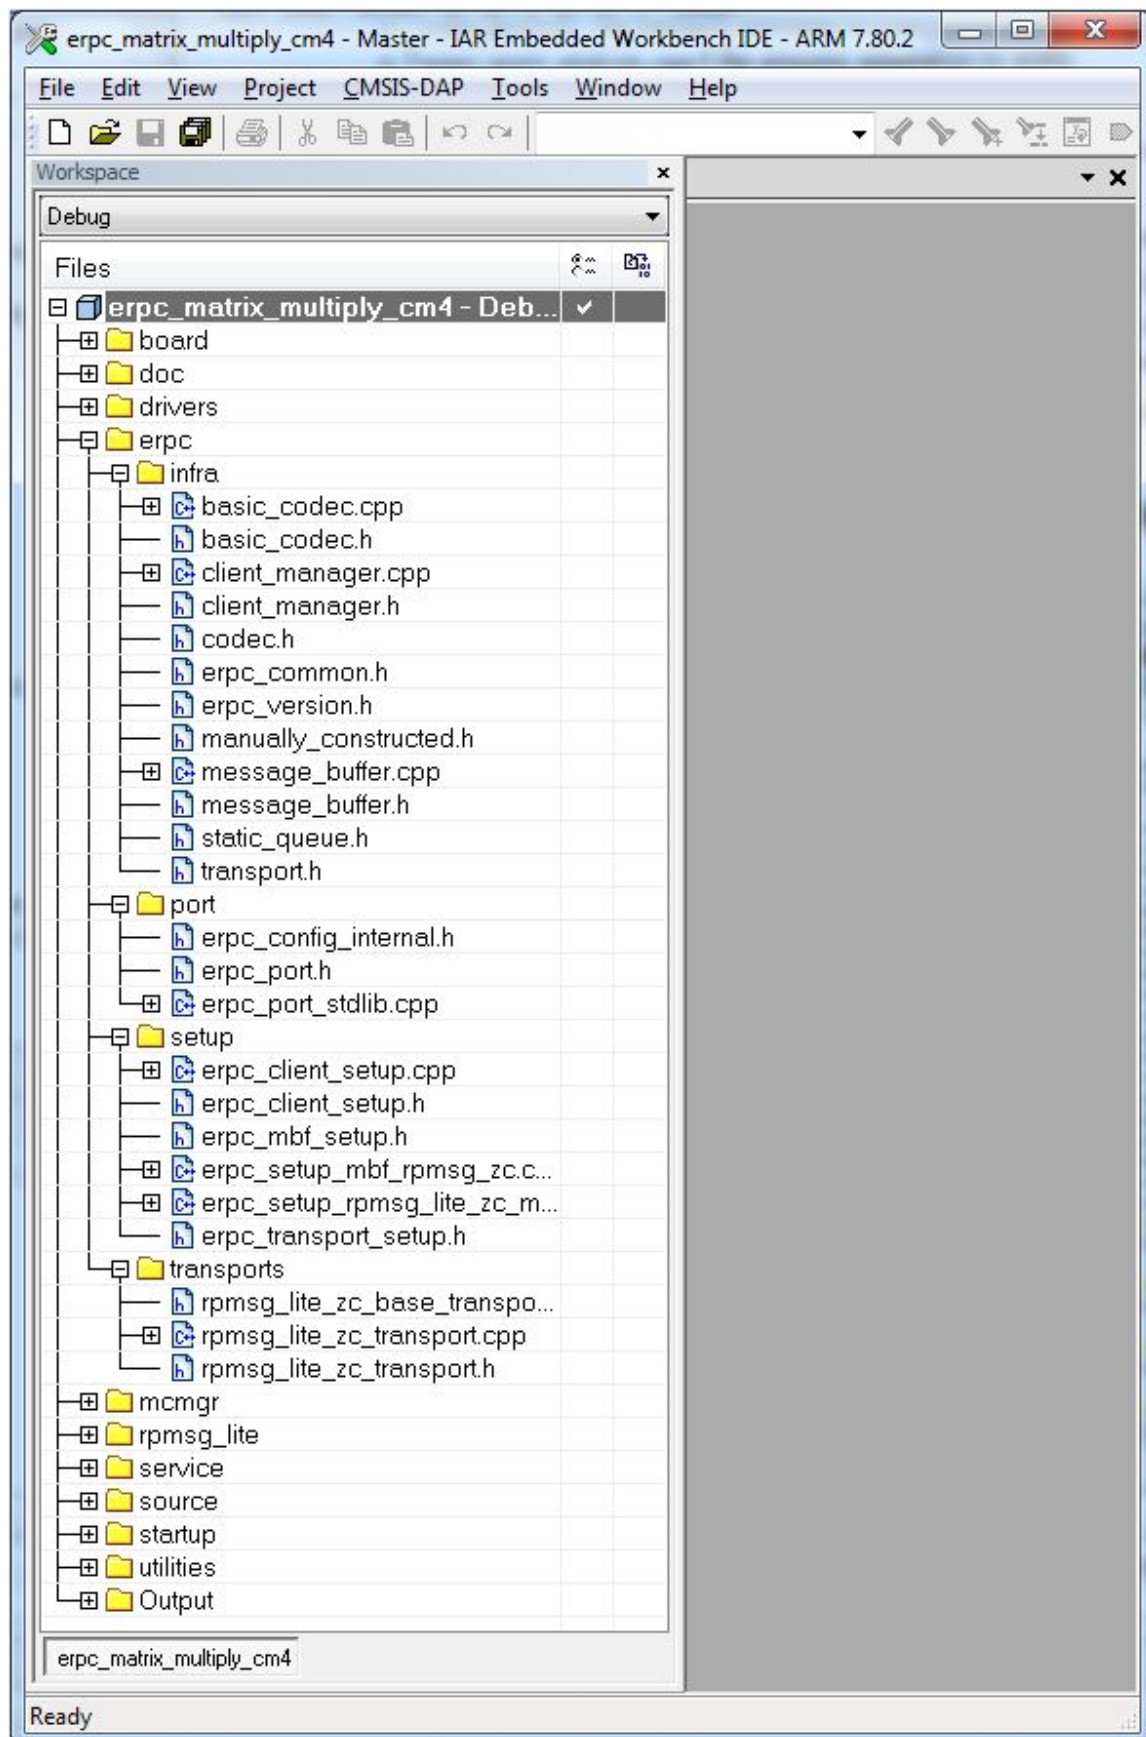 erpc_matrix_multiply_cm4 - Master - IAR Embedded Workbench IDE - ARM 7.80.2
File Edit View Project CMSIS-DAP Tools Window Help
Workspace
Debug
Files
erpc_matrix_multiply_cm4 - Deb...
board
doc
drivers
erpc
infra
basic_codec.cpp
basic_codec.h
client_manager.cpp
client_manager.h
codec.h
erpc_common.h
erpc_version.h
manually_constructed.h
message_buffer.cpp
message_buffer.h
static_queue.h
transport.h
port
erpc_config_internal.h
erpc_port.h
erpc_port_stdlib.cpp
setup
erpc_client_setup.cpp
erpc_client_setup.h
erpc_mbf_setup.h
erpc_setup_mbf_rpmsg_zc.c...
erpc_setup_rpmsg_lite_zc_m...
erpc_transport_setup.h
transports
rpmsg_lite_zc_base_transpo...
rpmsg_lite_zc_transport.cpp
rpmsg_lite_zc_transport.h
mcmgr
rpmsg_lite
service
source
startup
utilities
Output
erpc_matrix_multiply_cm4
Ready